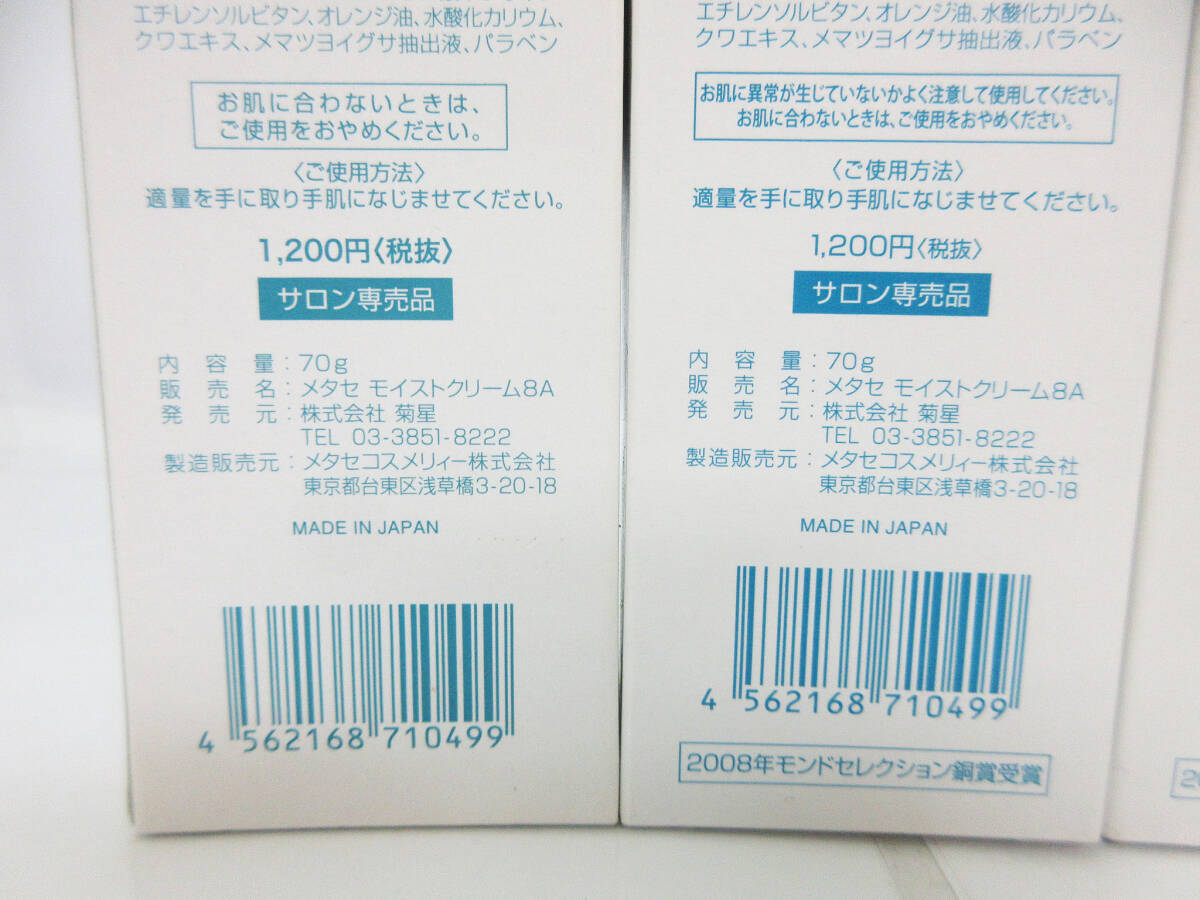 エチレンソルビタン、オレンジ油、水酸化カリウム、
クワエキス、メマツヨイグサ抽出液、パラベン
お肌に合わないときは、
ご使用をおやめください。
〈ご使用方法〉
適量を手に取り手肌になじませてください。
1,200円〈税抜〉
サロン専売品
内容量：70g
販売名：メタセ モイストクリーム8A
発売元：株式会社 菊星
TEL 03-3851-8222
製造販売元：メタセコスメリィー株式会社
東京都台東区浅草橋3-20-18
MADE IN JAPAN
4 562168 710499
エチレンソルビタン、オレンジ油、水酸化カリウム、
クワエキス、メマツヨイグサ抽出液、パラベン
お肌に異常が生じていないかよく注意して使用してください。
お肌に合わないときは、ご使用をおやめください。
〈ご使用方法〉
適量を手に取り手肌になじませてください。
1,200円〈税抜〉
サロン専売品
内容量：70g
販売名：メタセ モイストクリーム8A
発売元：株式会社 菊星
TEL 03-3851-8222
製造販売元：メタセコスメリィー株式会社
東京都台東区浅草橋3-20-18
MADE IN JAPAN
4 562168 710499
2008年モンドセレクション銅賞受賞